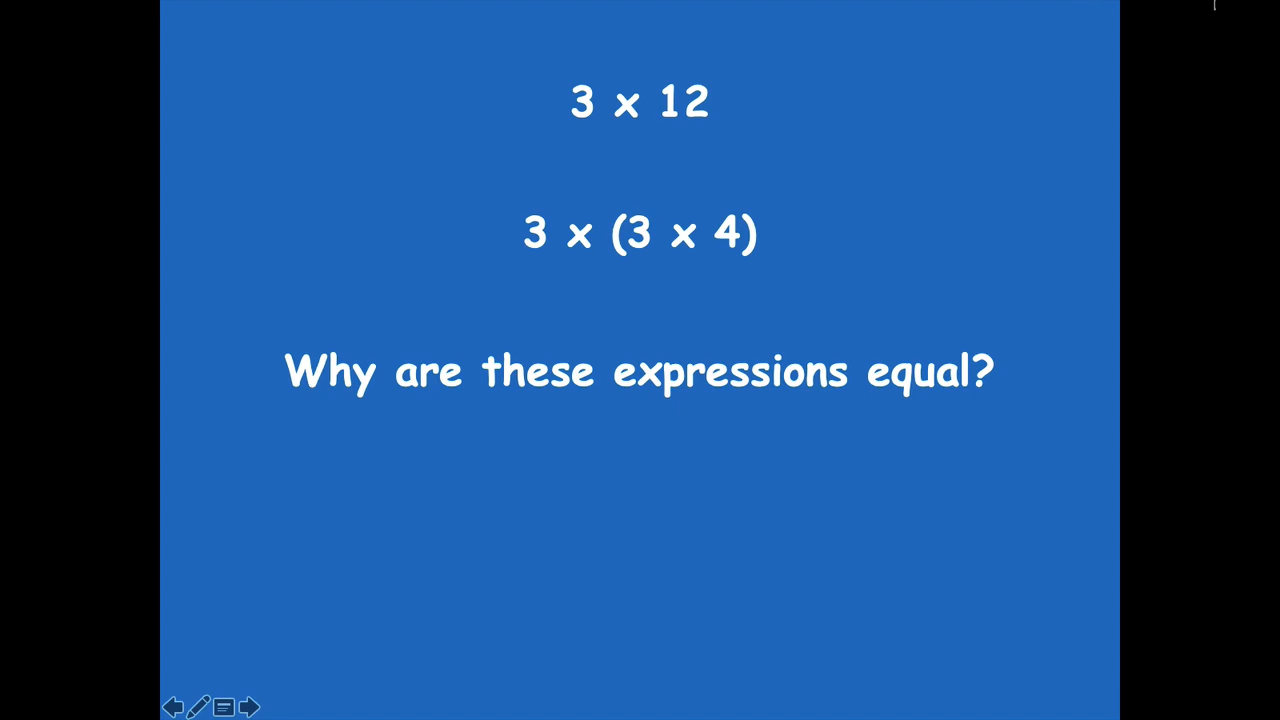 3 x 12
3 x (3 x 4)
Why are these expressions equal?